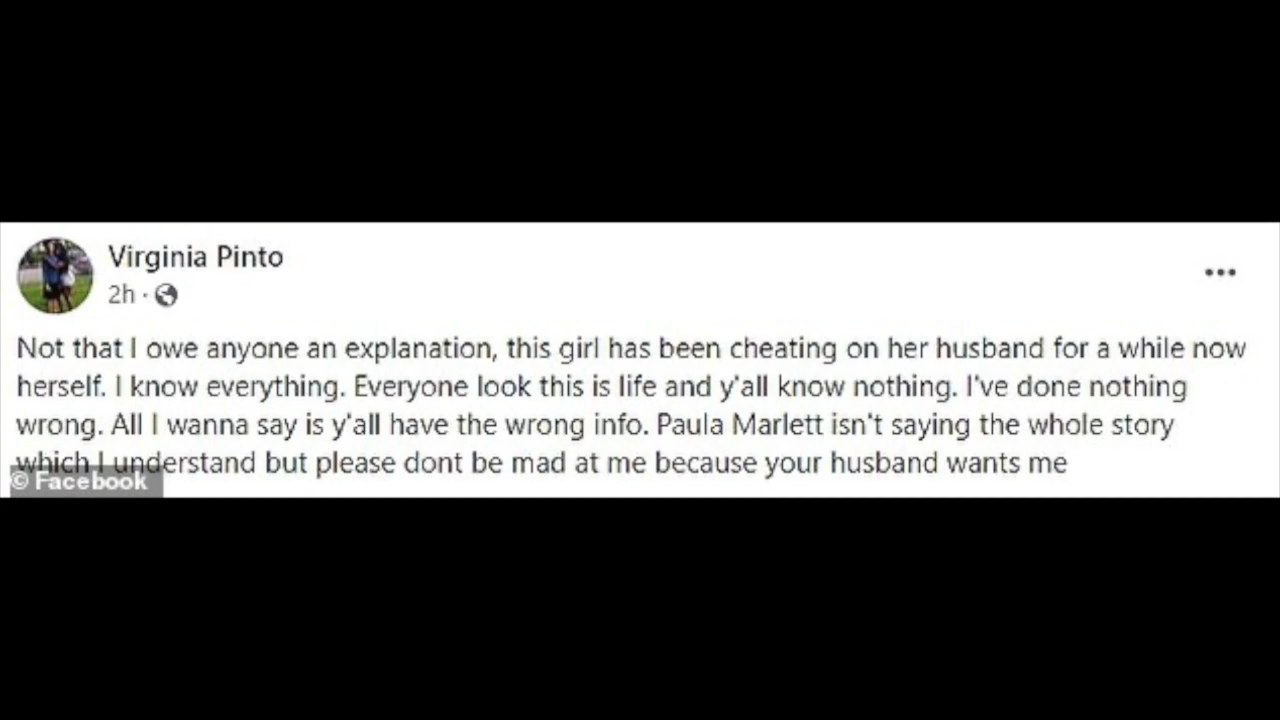 Virginia Pinto
2h ·
Not that I owe anyone an explanation, this girl has been cheating on her husband for a while now
herself. I know everything. Everyone look this is life and y'all know nothing. I've done nothing
wrong. All I wanna say is y'all have the wrong info. Paula Marlett isn't saying the whole story
which I understand but please dont be mad at me because your husband wants me
© Facebook